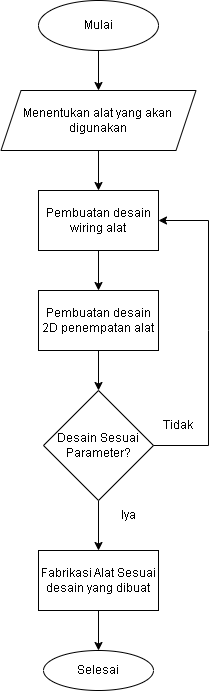 Mulai
Menentukan alat yang akan
digunakan
Pembuatan desain
wiring alat
Pembuatan desain
2D penempatan alat
Desain Sesuai
Parameter?
Tidak
Iya
Fabrikasi Alat Sesuai
desain yang dibuat
Selesai